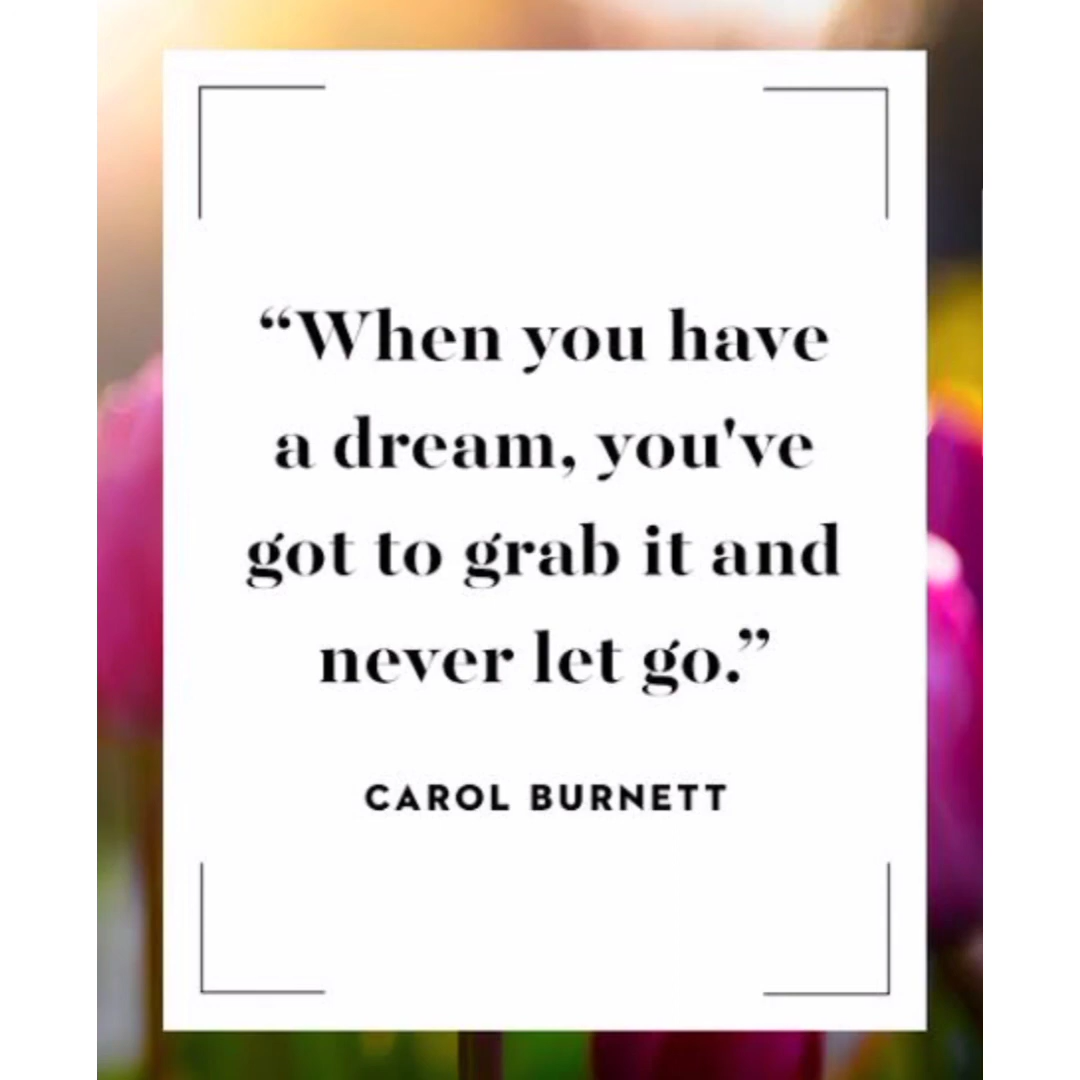 “When you have
a dream, you've
got to grab it and
never let go.”
CAROL BURNETT